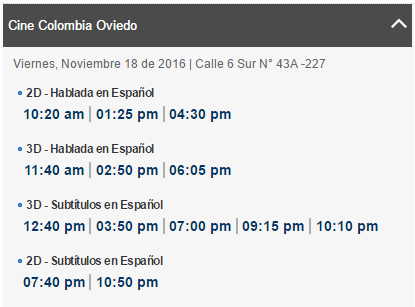 Cine Colombia Oviedo
Viernes, Noviembre 18 de 2016 | Calle 6 Sur N° 43A -227
2D - Hablada en Español
10:20 am | 01:25 pm | 04:30 pm
3D - Hablada en Español
11:40 am | 02:50 pm | 06:05 pm
3D - Subtítulos en Español
12:40 pm | 03:50 pm | 07:00 pm | 09:15 pm | 10:10 pm
2D - Subtítulos en Español
07:40 pm | 10:50 pm